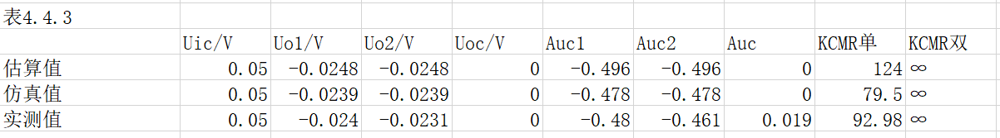 表4.4.3
Uic/V Uo1/V Uo2/V Uoc/V Auc1 Auc2 Auc KCMR单 KCMR双
估算值 0.05 -0.0248 -0.0248 0 -0.496 -0.496 0 124 ∞
仿真值 0.05 -0.0239 -0.0239 0 -0.478 -0.478 0 79.5 ∞
实测值 0.05 -0.024 -0.0231 0 -0.48 -0.461 0.019 92.98 ∞